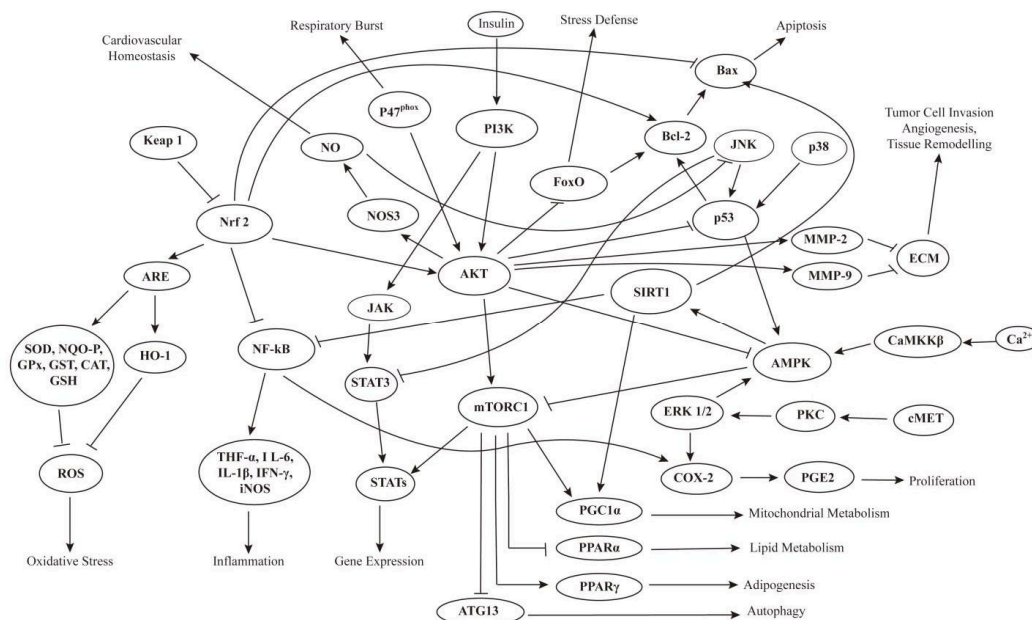 Respiratory Burst
Insulin
Stress Defense
Apiptosis
Cardiovascular
Homeostasis
Bax
P47phox
PI3K
Bcl-2
Tumor Cell Invasion
Angiogenesis,
Tissue Remodelling
Keap 1
NO
JNK
p38
FoxO
Nrf 2
NOS3
p53
MMP-2
ECM
ARE
AKT
MMP-9
SIRT1
JAK
SOD, NQO-P,
GPx, GST, CAT,
GSH
HO-1
NF-kB
AMPK
CaMKKβ
Ca2+
STAT3
mTORC1
ERK 1/2
PKC
cMET
ROS
THF-α, I L-6,
IL-1β, IFN-γ,
iNOS
STATs
COX-2
PGE2
Proliferation
PGC1α
Mitochondrial Metabolism
Oxidative Stress
Inflammation
Gene Expression
PPARα
Lipid Metabolism
PPARγ
Adipogenesis
ATG13
Autophagy